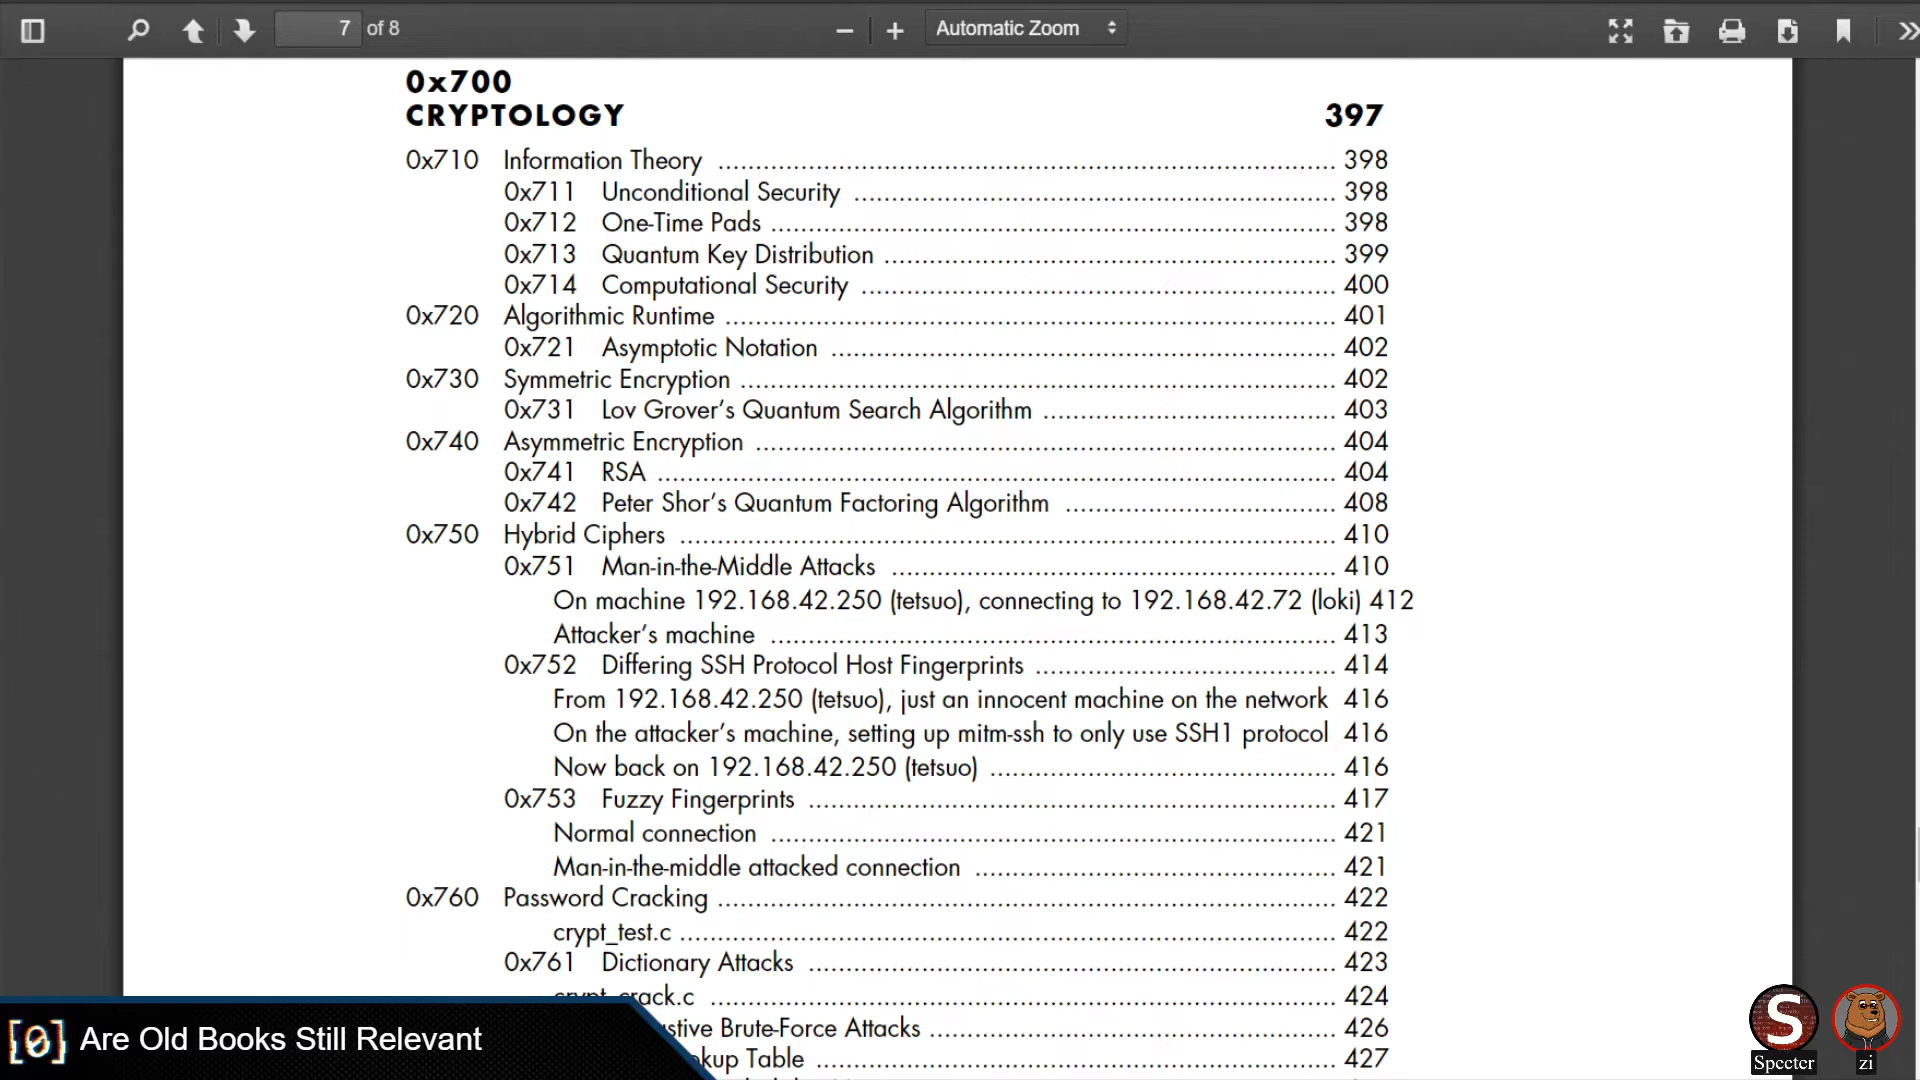 7 of 8
Automatic Zoom
0x700
CRYPTOLOGY 397
0x710 Information Theory ........ 398
0x711 Unconditional Security ........ 398
0x712 One-Time Pads ........ 398
0x713 Quantum Key Distribution ........ 399
0x714 Computational Security ........ 400
0x720 Algorithmic Runtime ........ 401
0x721 Asymptotic Notation ........ 402
0x730 Symmetric Encryption ........ 402
0x731 Lov Grover's Quantum Search Algorithm ........ 403
0x740 Asymmetric Encryption ........ 404
0x741 RSA ........ 404
0x742 Peter Shor's Quantum Factoring Algorithm ........ 408
0x750 Hybrid Ciphers ........ 410
0x751 Man-in-the-Middle Attacks ........ 410
On machine 192.168.42.250 (tetsuo), connecting to 192.168.42.72 (loki) 412
Attacker's machine ........ 413
0x752 Differing SSH Protocol Host Fingerprints ........ 414
From 192.168.42.250 (tetsuo), just an innocent machine on the network 416
On the attacker's machine, setting up mitm-ssh to only use SSH1 protocol 416
Now back on 192.168.42.250 (tetsuo) ........ 416
0x753 Fuzzy Fingerprints ........ 417
Normal connection ........ 421
Man-in-the-middle attacked connection ........ 421
0x760 Password Cracking ........ 422
crypt_test.c ........ 422
0x761 Dictionary Attacks ........ 423
crypt_crack.c ........ 424
ustive Brute-Force Attacks ........ 426
okup Table ........ 427
[0] Are Old Books Still Relevant
S
Specter
zi